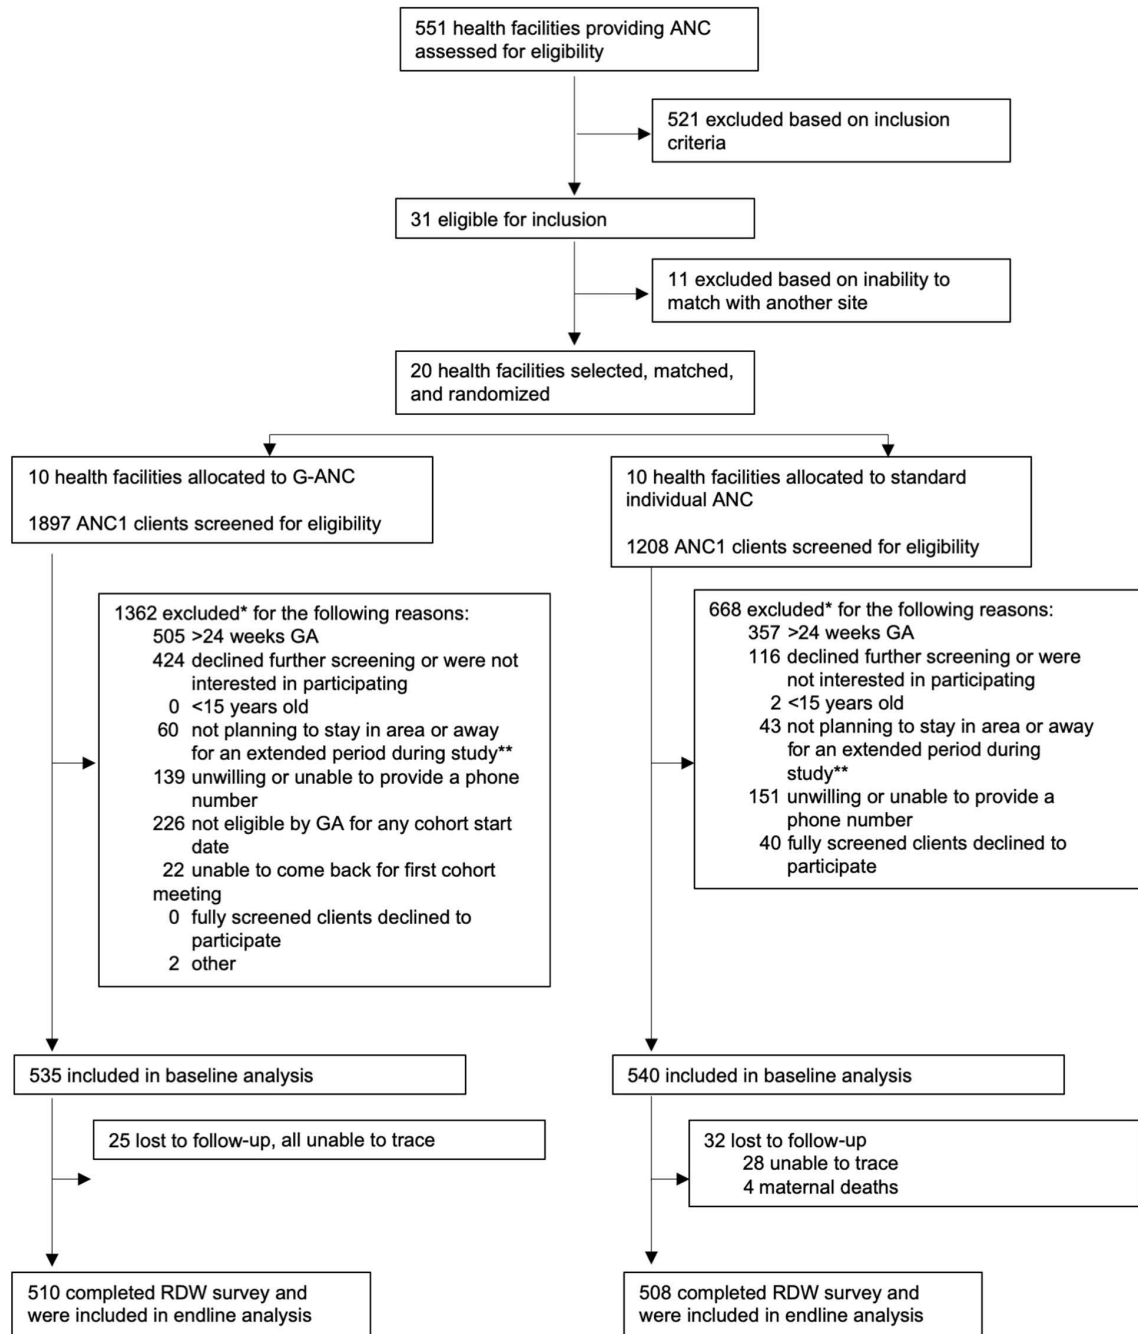 551 health facilities providing ANC
assessed for eligibility
521 excluded based on inclusion
criteria
31 eligible for inclusion
11 excluded based on inability to
match with another site
20 health facilities selected, matched,
and randomized
10 health facilities allocated to G-ANC
1897 ANC1 clients screened for eligibility
10 health facilities allocated to standard
individual ANC
1208 ANC1 clients screened for eligibility
1362 excluded* for the following reasons:
505 >24 weeks GA
424 declined further screening or were not
interested in participating
0 <15 years old
60 not planning to stay in area or away
for an extended period during study**
139 unwilling or unable to provide a phone
number
226 not eligible by GA for any cohort start
date
22 unable to come back for first cohort
meeting
0 fully screened clients declined to
participate
2 other
668 excluded* for the following reasons:
357 >24 weeks GA
116 declined further screening or were
not interested in participating
2 <15 years old
43 not planning to stay in area or away
for an extended period during
study**
151 unwilling or unable to provide a
phone number
40 fully screened clients declined to
participate
535 included in baseline analysis
540 included in baseline analysis
25 lost to follow-up, all unable to trace
32 lost to follow-up
28 unable to trace
4 maternal deaths
510 completed RDW survey and
were included in endline analysis
508 completed RDW survey and
were included in endline analysis